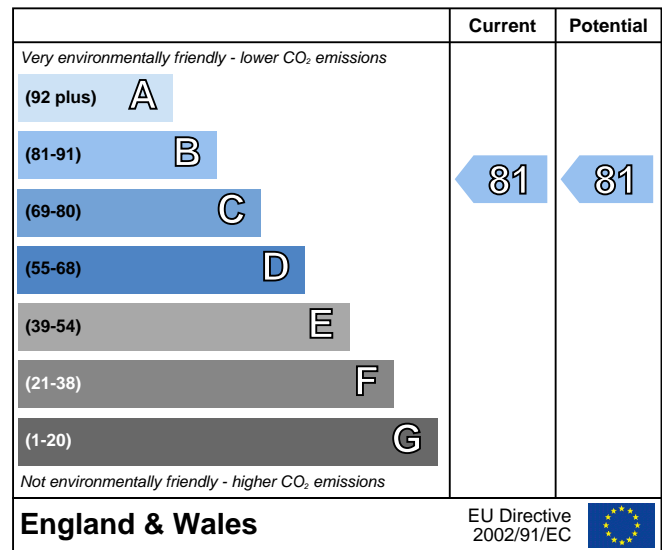 Current Potential
Very environmentally friendly - lower CO₂ emissions
(92 plus) A
(81-91) B
81 81
(69-80) C
(55-68) D
(39-54) E
(21-38) F
(1-20) G
Not environmentally friendly - higher CO₂ emissions
England & Wales
EU Directive
2002/91/EC